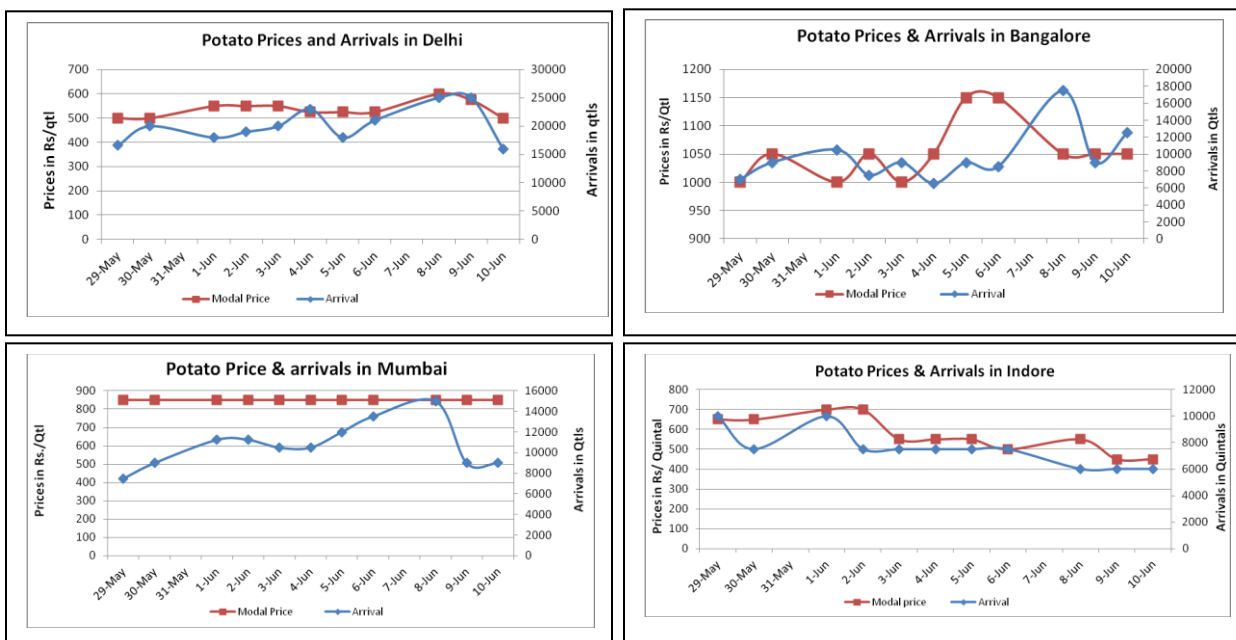 Potato Prices and Arrivals in Delhi
Prices in Rs/qtl
700
600
500
400
300
200
100
0
30000
25000
20000
15000
10000
5000
0
Arrivals in qtls
29-May
30-May
31-May
1-Jun
2-Jun
3-Jun
4-Jun
5-Jun
6-Jun
7-Jun
8-Jun
9-Jun
10-Jun
Modal Price
Arrival
Potato Prices & Arrivals in Bangalore
Prices in Rs/Qtl
1200
1150
1100
1050
1000
950
900
20000
18000
16000
14000
12000
10000
8000
6000
4000
2000
0
Arrivals in Qtls
29-May
30-May
31-May
1-Jun
2-Jun
3-Jun
4-Jun
5-Jun
6-Jun
7-Jun
8-Jun
9-Jun
10-Jun
Modal Price
Arrival
Potato Price & arrivals in Mumbai
Prices in Rs,/Qtl
900
800
700
600
500
400
300
200
100
0
16000
14000
12000
10000
8000
6000
4000
2000
0
Arrivals in Qtls
29-May
30-May
31-May
1-Jun
2-Jun
3-Jun
4-Jun
5-Jun
6-Jun
7-Jun
8-Jun
9-Jun
10-Jun
Modal Price
Arrival
Potato Prices & Arrivals in Indore
Prices in Rs/ Quintal
800
700
600
500
400
300
200
100
0
12000
10000
8000
6000
4000
2000
0
Arrivals in Quintals
29-May
30-May
31-May
1-Jun
2-Jun
3-Jun
4-Jun
5-Jun
6-Jun
7-Jun
8-Jun
9-Jun
10-Jun
Modal price
Arrival